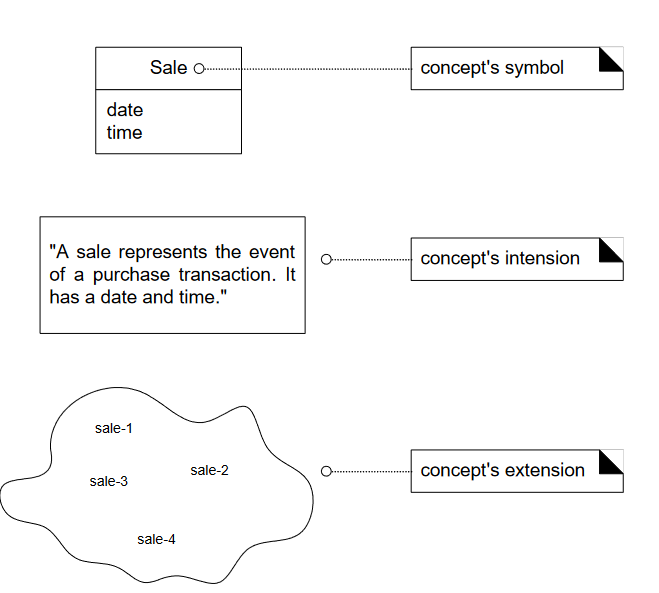 Sale
concept's symbol
date
time
"A sale represents the event
of a purchase transaction. It
has a date and time."
concept's intension
sale-1
sale-2
sale-3
concept's extension
sale-4